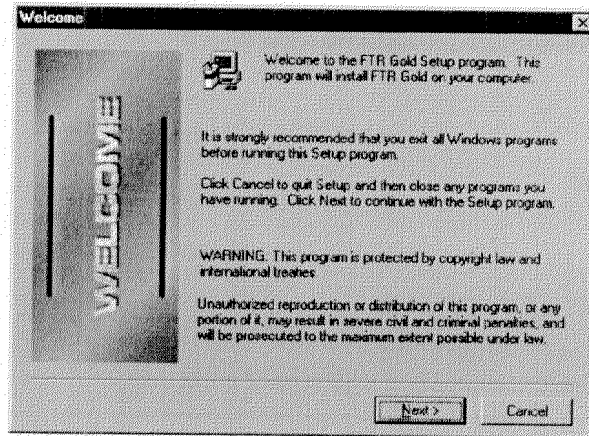 Welcome
WELCOME
Welcome to the FTR Gold Setup program. This
program will install FTR Gold on your computer.
It is strongly recommended that you exit all Windows programs
before running this Setup program.
Click Cancel to quit Setup and then close any programs you
have running. Click Next to continue with the Setup program.
WARNING: This program is protected by copyright law and
international treaties.
Unauthorized reproduction or distribution of this program, or any
portion of it, may result in severe civil and criminal penalties, and
will be prosecuted to the maximum extent possible under law.
Next >
Cancel